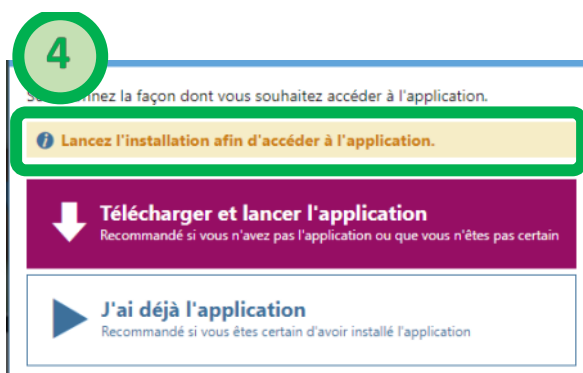 4
nez la façon dont vous souhaitez accéder à l'application.
Lancez l'installation afin d'accéder à l'application.
Télécharger et lancer l'application
Recommandé si vous n'avez pas l'application ou que vous n'êtes pas certain
J'ai déjà l'application
Recommandé si vous êtes certain d'avoir installé l'application